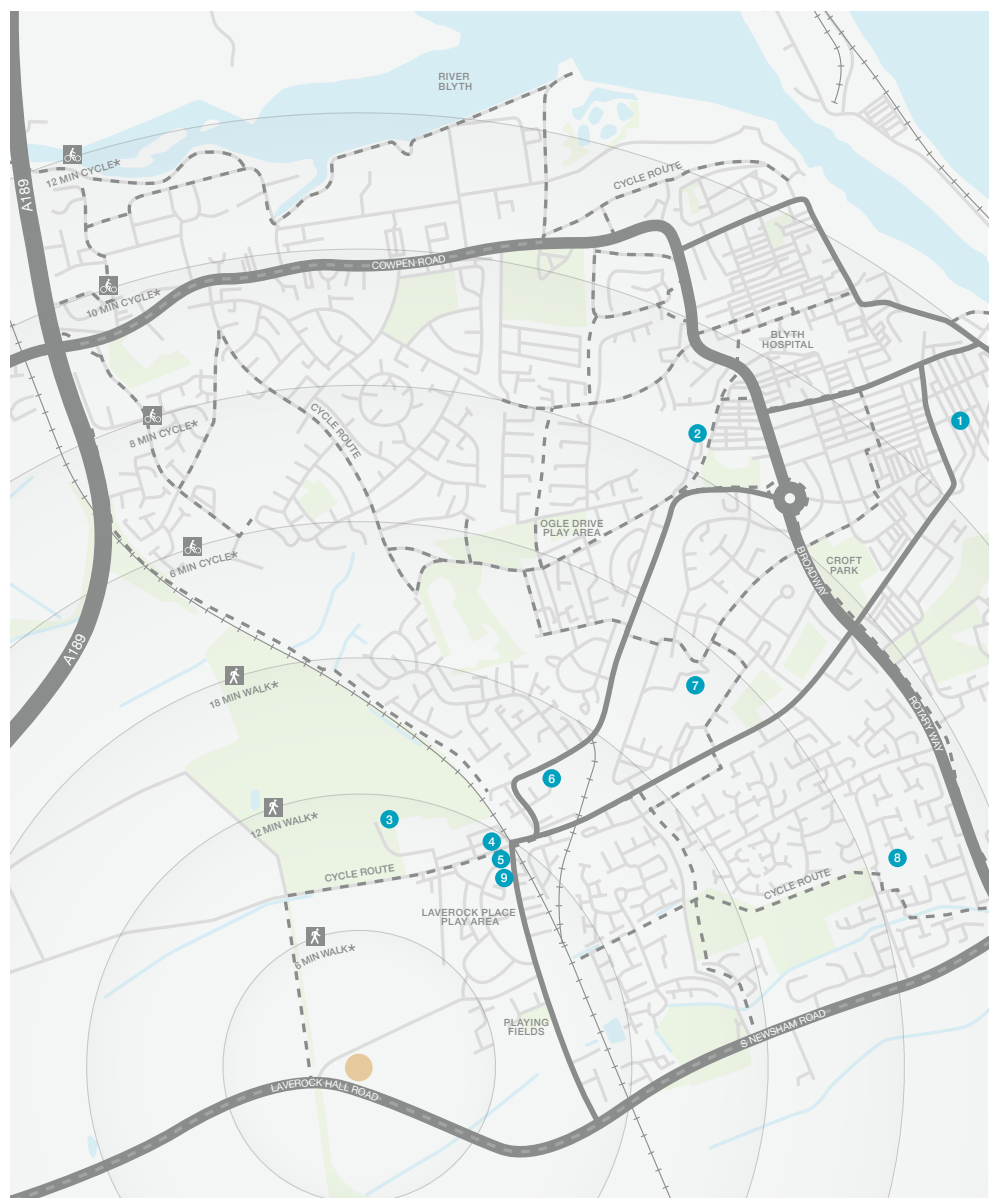 RIVER
BLYTH
12 MIN CYCLE*
CYCLE ROUTE
A189
COWPEN ROAD
10 MIN CYCLE*
BLYTH
HOSPITAL
8 MIN CYCLE*
CYCLE ROUTE
1
2
OGLE DRIVE
PLAY AREA
6 MIN CYCLE*
CROFT
PARK
BROADWAY
A189
18 MIN WALK*
7
ROTARY WAY
6
12 MIN WALK*
3
4
5
9
8
CYCLE ROUTE
CYCLE ROUTE
LAVEROCK PLACE
PLAY AREA
6 MIN WALK*
PLAYING
FIELDS
S NEWSHAM ROAD
LAVEROCK HALL ROAD